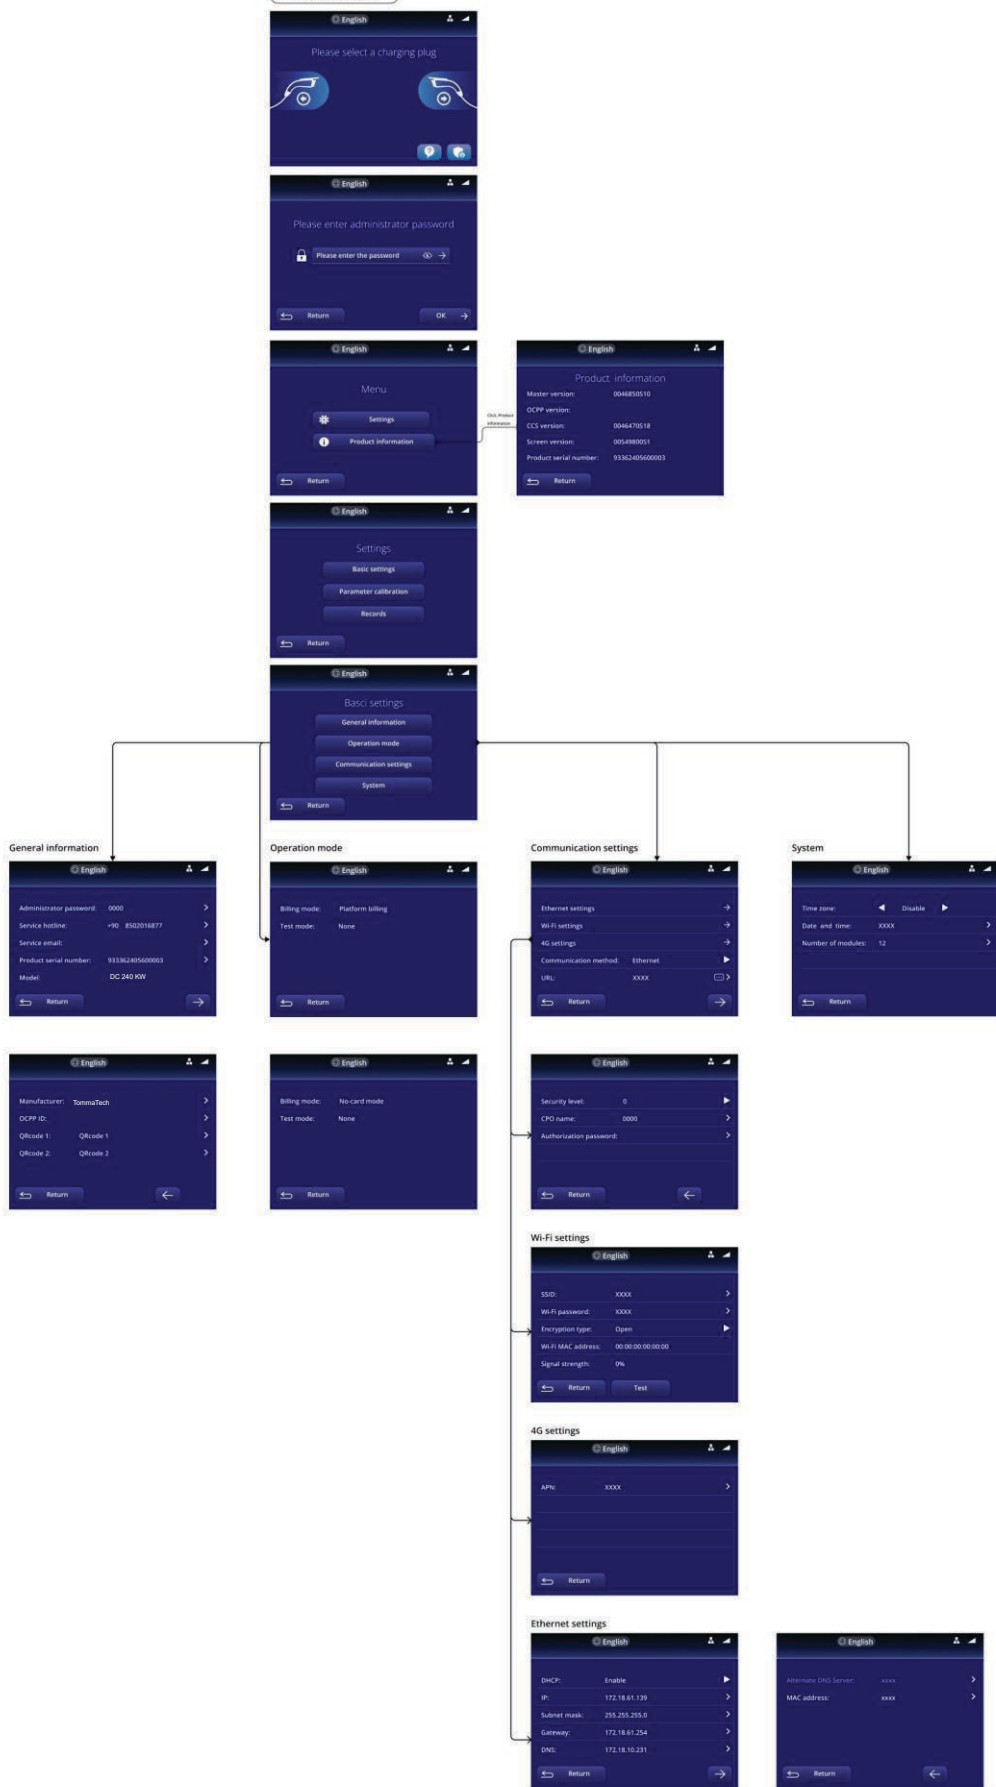 English
Please select a charging plug
English
Please enter administrator password
Please enter the password
Return OK
English
Menu
Settings
Product information
Return
Click, Product
information
English
Product information
Master version: 0046850S10
OCPP version:
CCS version: 0046470S18
Screen version: 0054980051
Product serial number: 93362405600003
Return
English
Settings
Basic settings
Parameter calibration
Records
Return
English
Basci settings
General information
Operation mode
Communication settings
System
Return
General information
English
Administrator password: 0000
Service hotline: +90 8502016877
Service email:
Product serial number: 933362405600003
Model: DC 240 KW
Return
English
Manufacturer: TommaTech
OCPP ID:
QRcode 1: QRcode 1
QRcode 2: QRcode 2
Return
Operation mode
English
Billing mode: Platform billing
Test mode: None
Return
English
Billing mode: No-card mode
Test mode: None
Return
Communication settings
English
Ethernet settings
Wi-Fi settings
4G settings
Communication method: Ethernet
URL: XXXX
Return
English
Security level: 0
CPO name: 0000
Authorization password:
Return
Wi-Fi settings
English
SSID: XXXX
Wi-Fi password: XXXX
Encryption type: Open
Wi-Fi MAC address: 00:00:00:00:00:00
Signal strength: 0%
Return Test
4G settings
English
APN: XXXX
Return
Ethernet settings
English
DHCP: Enable
IP: 172.18.61.139
Subnet mask: 255.255.255.0
Gateway: 172.18.61.254
DNS: 172.18.10.231
Return
English
Alternate DNS Server: xxxx
MAC address: xxxx
Return
System
English
Time zone: Disable
Date and time: XXXX
Number of modules: 12
Return